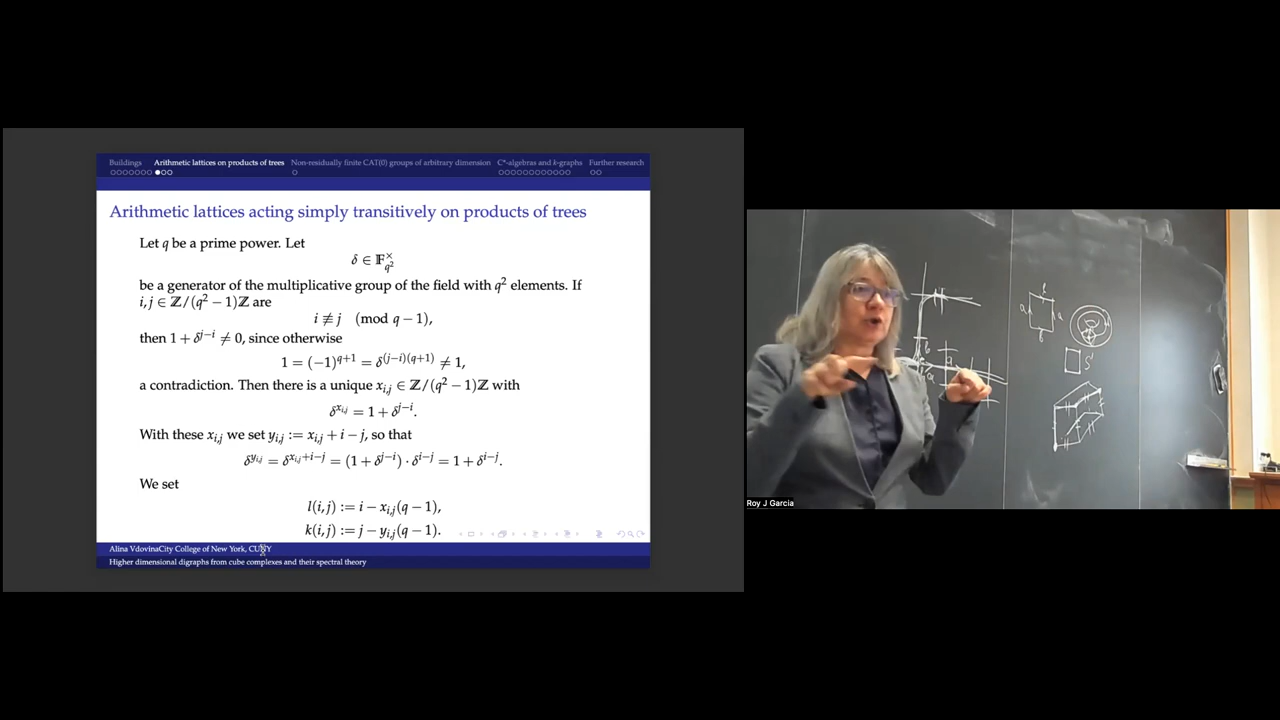 Buildings Arithmetic lattices on products of trees Non-residually finite CAT(0) groups of arbitrary dimension C*-algebras and k-graphs Further research
Arithmetic lattices acting simply transitively on products of trees
Let q be a prime power. Let
δ ∈ 𝔽ₓ^×_{q²}
be a generator of the multiplicative group of the field with q² elements. If
i, j ∈ ℤ/(q² − 1)ℤ are
i ≢ j (mod q − 1),
then 1 + δ^{j−i} ≠ 0, since otherwise
1 = (−1)^{q+1} = δ^{(j−i)(q+1)} ≠ 1,
a contradiction. Then there is a unique x_{i,j} ∈ ℤ/(q² − 1)ℤ with
δ^{x_{i,j}} = 1 + δ^{j−i}.
With these x_{i,j} we set y_{i,j} := x_{i,j} + i − j, so that
δ^{y_{i,j}} = δ^{x_{i,j}+i−j} = (1 + δ^{j−i}) · δ^{i−j} = 1 + δ^{i−j}.
We set
l(i, j) := i − x_{i,j}(q − 1),
k(i, j) := j − y_{i,j}(q − 1).
Alina VdovinaCity College of New York, CUNY
Higher dimensional digraphs from cube complexes and their spectral theory
Roy J Garcia